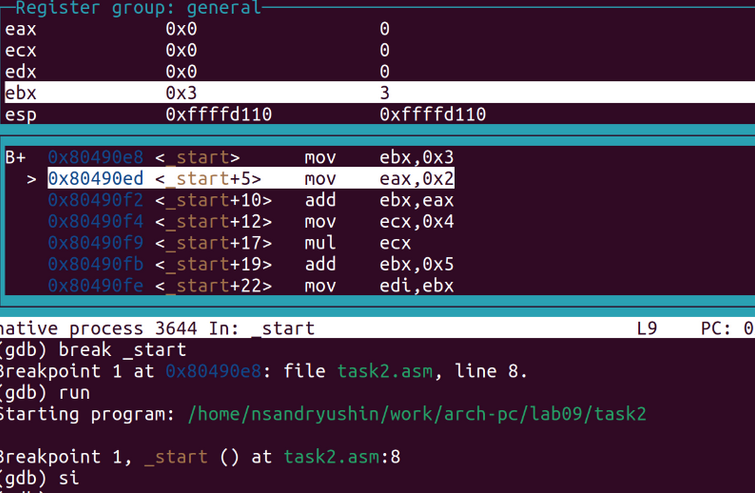 Register group: general
eax 0x0 0
ecx 0x0 0
edx 0x0 0
ebx 0x3 3
esp 0xffffd110 0xffffd110
B+ 0x80490e8 <_start> mov ebx,0x3
> 0x80490ed <_start+5> mov eax,0x2
0x80490f2 <_start+10> add ebx,eax
0x80490f4 <_start+12> mov ecx,0x4
0x80490f9 <_start+17> mul ecx
0x80490fb <_start+19> add ebx,0x5
0x80490fe <_start+22> mov edi,ebx
native process 3644 In: _start L9 PC: 0
(gdb) break _start
Breakpoint 1 at 0x80490e8: file task2.asm, line 8.
(gdb) run
Starting program: /home/nsandryushin/work/arch-pc/lab09/task2
Breakpoint 1, _start () at task2.asm:8
(gdb) si